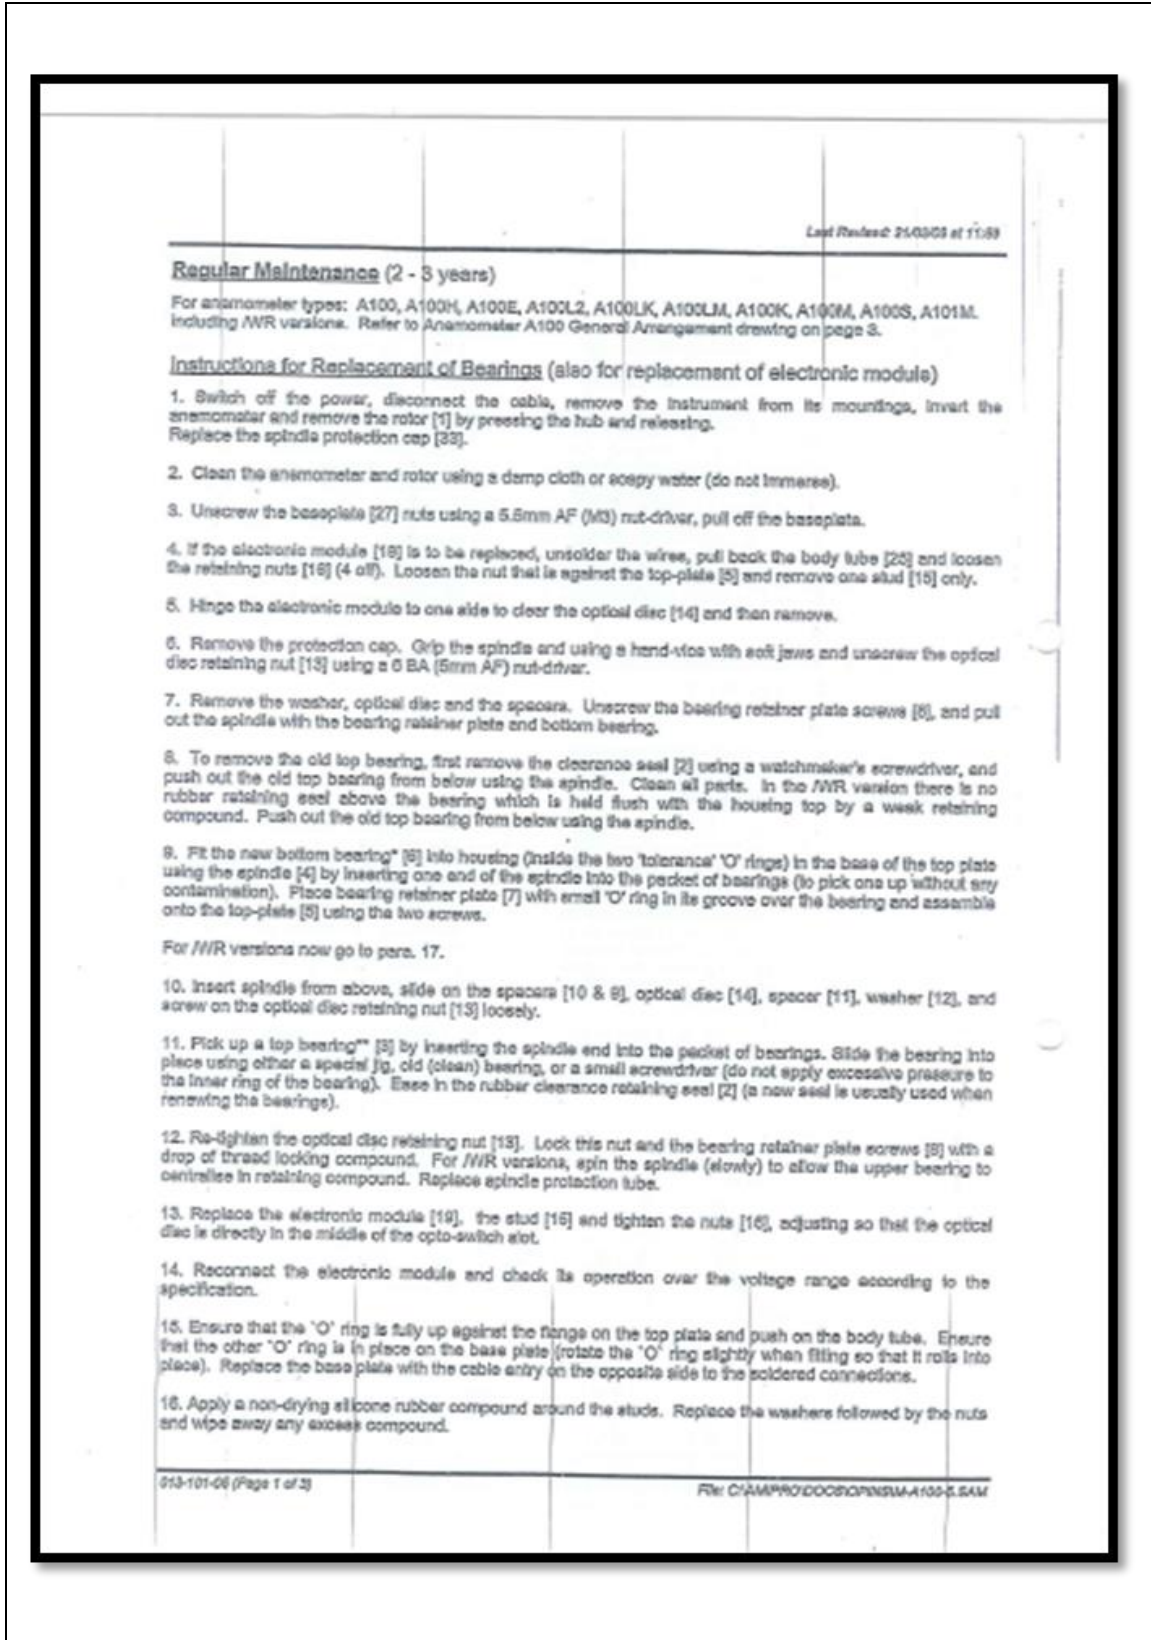 Last Revised: 21/03/03 at 11:59
Regular Maintenance (2 - 3 years)
For anemometer types: A100, A100H, A100E, A100L2, A100LK, A100LM, A100K, A100M, A100S, A101M.
including /WR versions. Refer to Anemometer A100 General Arrangement drawing on page 3.
Instructions for Replacement of Bearings (also for replacement of electronic module)
1. Switch off the power, disconnect the cable, remove the instrument from its mountings, invert the
anemometer and remove the rotor [1] by pressing the hub and releasing.
Replace the spindle protection cap [33].
2. Clean the anemometer and rotor using a damp cloth or soapy water (do not immerse).
3. Unscrew the baseplate [27] nuts using a 5.5mm AF (M3) nut-driver, pull off the baseplate.
4. If the electronic module [19] is to be replaced, unsolder the wires, pull back the body tube [25] and loosen
the retaining nuts [16] (4 off). Loosen the nut that is against the top-plate [5] and remove one stud [15] only.
5. Hinge the electronic module to one side to clear the optical disc [14] and then remove.
6. Remove the protection cap. Grip the spindle and using a hand-vice with soft jaws and unscrew the optical
disc retaining nut [13] using a 6 BA (5mm AF) nut-driver.
7. Remove the washer, optical disc and the spacers. Unscrew the bearing retainer plate screws [8], and pull
out the spindle with the bearing retainer plate and bottom bearing.
8. To remove the old top bearing, first remove the clearance seal [2] using a watchmaker's screwdriver, and
push out the old top bearing from below using the spindle. Clean all parts. In the /WR version there is no
rubber retaining seal above the bearing which is held flush with the housing top by a weak retaining
compound. Push out the old top bearing from below using the spindle.
9. Fit the new bottom bearing* [6] into housing (inside the two 'tolerance' 'O' rings) in the base of the top plate
using the spindle [4] by inserting one end of the spindle into the packet of bearings (to pick one up without any
contamination). Place bearing retainer plate [7] with small 'O' ring in its groove over the bearing and assemble
onto the top-plate [5] using the two screws.
For /WR versions now go to para. 17.
10. Insert spindle from above, slide on the spacers [10 & 9], optical disc [14], spacer [11], washer [12], and
screw on the optical disc retaining nut [13] loosely.
11. Pick up a top bearing** [3] by inserting the spindle end into the packet of bearings. Slide the bearing into
place using either a special jig, old (clean) bearing, or a small screwdriver (do not apply excessive pressure to
the inner ring of the bearing). Ease in the rubber clearance retaining seal [2] (a new seal is usually used when
renewing the bearings).
12. Re-tighten the optical disc retaining nut [13]. Lock this nut and the bearing retainer plate screws [8] with a
drop of thread locking compound. For /WR versions, spin the spindle (slowly) to allow the upper bearing to
centralise in retaining compound. Replace spindle protection tube.
13. Replace the electronic module [19], the stud [15] and tighten the nuts [16], adjusting so that the optical
disc is directly in the middle of the opto-switch slot.
14. Reconnect the electronic module and check its operation over the voltage range according to the
specification.
15. Ensure that the 'O' ring is fully up against the flange on the top plate and push on the body tube. Ensure
that the other 'O' ring is in place on the base plate (rotate the 'O' ring slightly when fitting so that it rolls into
place). Replace the base plate with the cable entry on the opposite side to the soldered connections.
16. Apply a non-drying silicone rubber compound around the studs. Replace the washers followed by the nuts
and wipe away any excess compound.
013-101-06 (Page 1 of 3)
File: C:\AMIPRO\DOCS\OPINS\M-A100-5.SAM